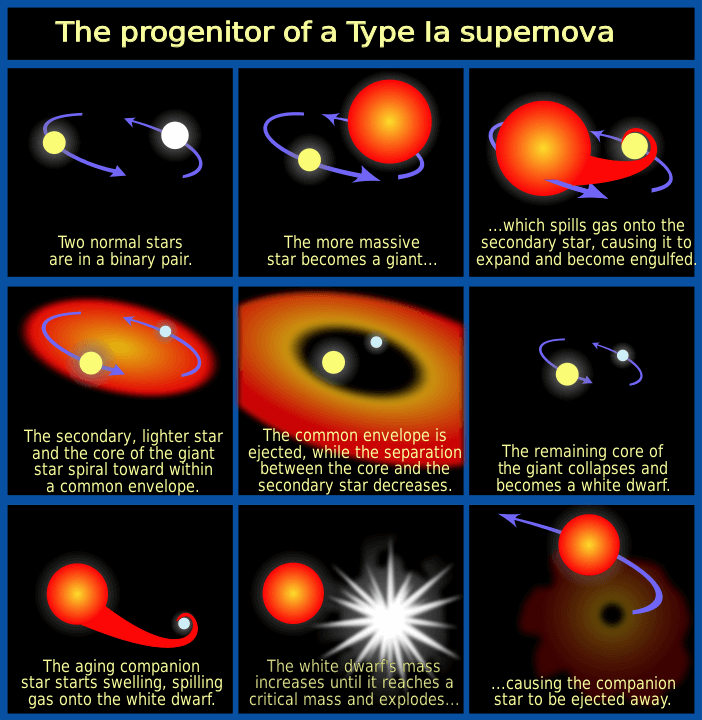 The progenitor of a Type Ia supernova
Two normal stars
are in a binary pair.
The more massive
star becomes a giant...
...which spills gas onto the
secondary star, causing it to
expand and become engulfed.
The secondary, lighter star
and the core of the giant
star spiral toward within
a common envelope.
The common envelope is
ejected, while the separation
between the core and the
secondary star decreases.
The remaining core of
the giant collapses and
becomes a white dwarf.
The aging companion
star starts swelling, spilling
gas onto the white dwarf.
The white dwarf's mass
increases until it reaches a
critical mass and explodes...
...causing the companion
star to be ejected away.